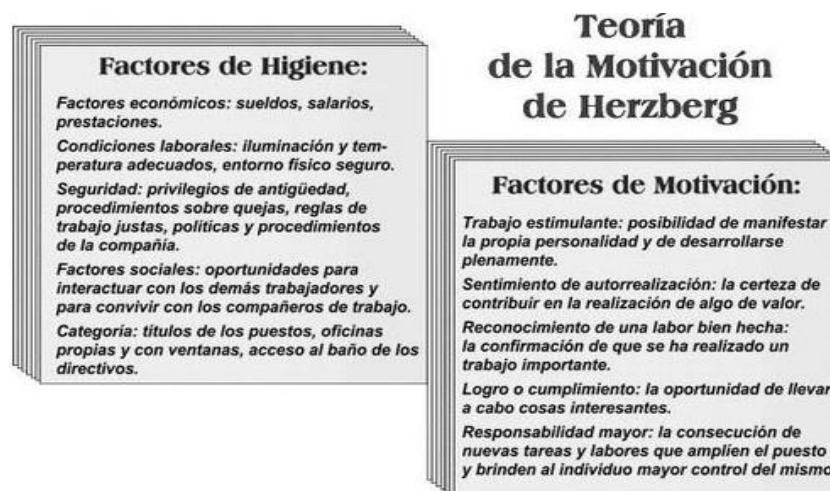 Teoría
de la Motivación
de Herzberg
Factores de Higiene:
Factores económicos: sueldos, salarios,
prestaciones.
Condiciones laborales: iluminación y tem-
peratura adecuados, entorno físico seguro.
Seguridad: privilegios de antigüedad,
procedimientos sobre quejas, reglas de
trabajo justas, políticas y procedimientos
de la compañía.
Factores sociales: oportunidades para
interactuar con los demás trabajadores y
para convivir con los compañeros de trabajo.
Categoría: títulos de los puestos, oficinas
propias y con ventanas, acceso al baño de los
directivos.
Factores de Motivación:
Trabajo estimulante: posibilidad de manifestar
la propia personalidad y de desarrollarse
plenamente.
Sentimiento de autorrealización: la certeza de
contribuir en la realización de algo de valor.
Reconocimiento de una labor bien hecha:
la confirmación de que se ha realizado un
trabajo importante.
Logro o cumplimiento: la oportunidad de llevar
a cabo cosas interesantes.
Responsabilidad mayor: la consecución de
nuevas tareas y labores que amplíen el puesto
y brinden al individuo mayor control del mismo